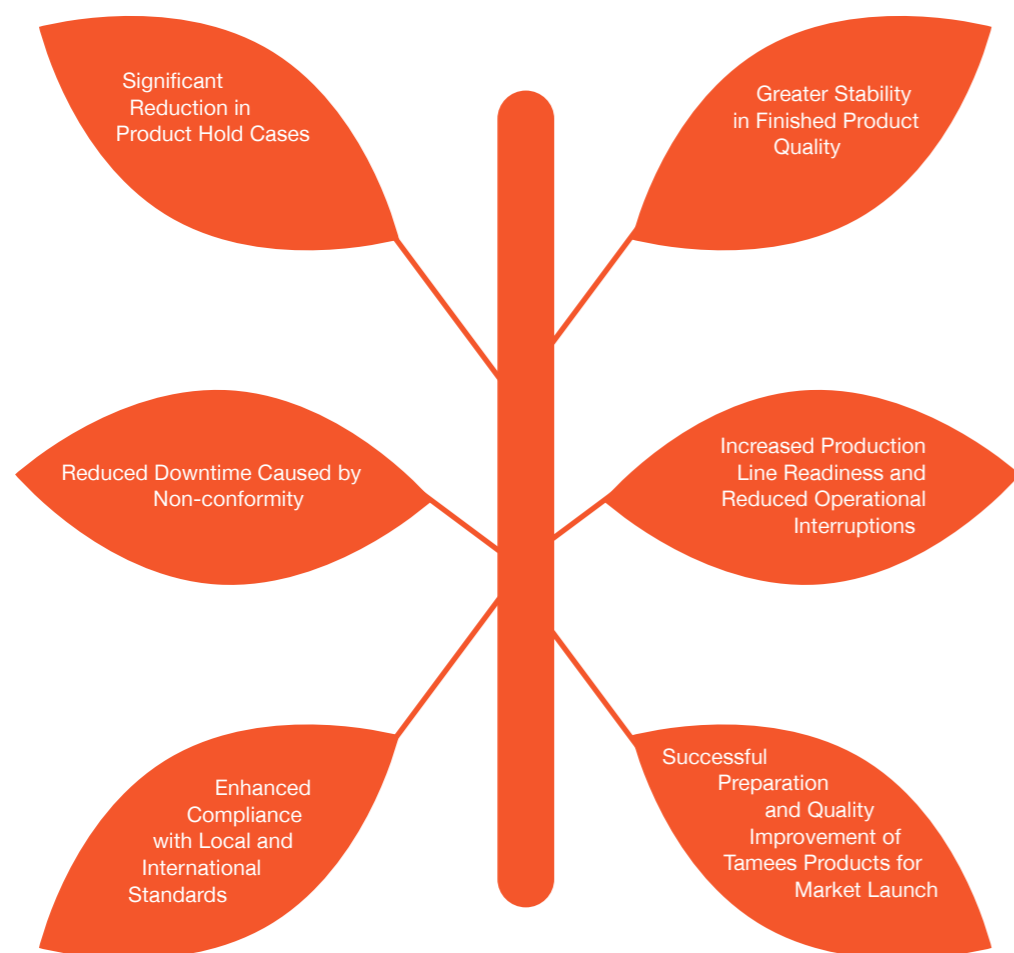 Significant
Reduction in
Product Hold Cases
Greater Stability
in Finished Product
Quality
Reduced Downtime Caused by
Non-conformity
Increased Production
Line Readiness and
Reduced Operational
Interruptions
Enhanced
Compliance
with Local and
International
Standards
Successful
Preparation
and Quality
Improvement of
Tamees Products for
Market Launch